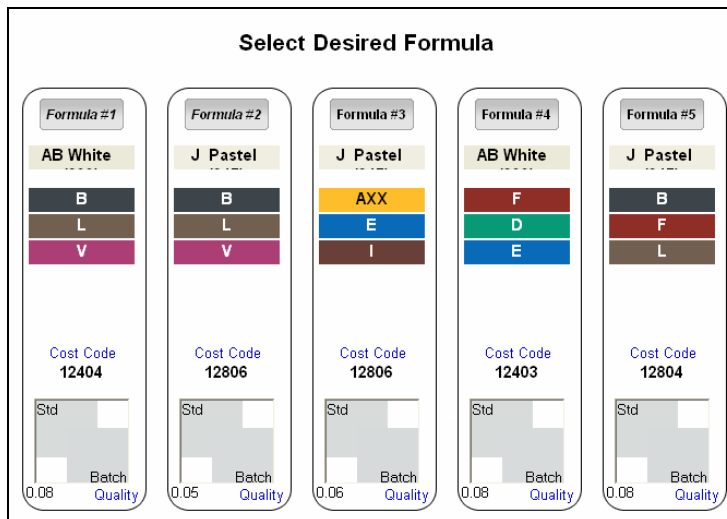 Select Desired Formula
Formula #1 Formula #2 Formula #3 Formula #4 Formula #5
AB White J Pastel J Pastel AB White J Pastel
B B AXX F B
L L E D F
V V I E L
Cost Code Cost Code Cost Code Cost Code Cost Code
12404 12806 12806 12403 12804
Std Std Std Std Std
Batch Batch Batch Batch Batch
0.08 Quality 0.05 Quality 0.06 Quality 0.08 Quality 0.08 Quality